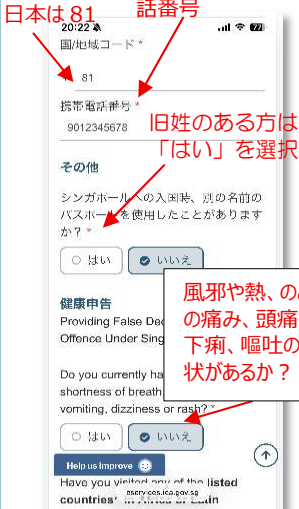 日本は 81
話番号
20:22
77
国/地域コード *
81
携帯電話番号 *
9012345678
旧姓のある方は
「はい」を選択
その他
シンガポールへの入国時、別の名前の
パスポートを使用したことがあります
か? *
はい
いいえ
風邪や熱、の
の痛み、頭痛
下痢、嘔吐の
状があるか?
健康申告
Providing False Dec
Offence Under Sing
Do you currently ha
shortness of breath
vomiting, dizziness or rash? *
はい
いいえ
Help us improve
Have you visited any of the listed
eservices.ica.gov.sg
countries* in Africa or Latin